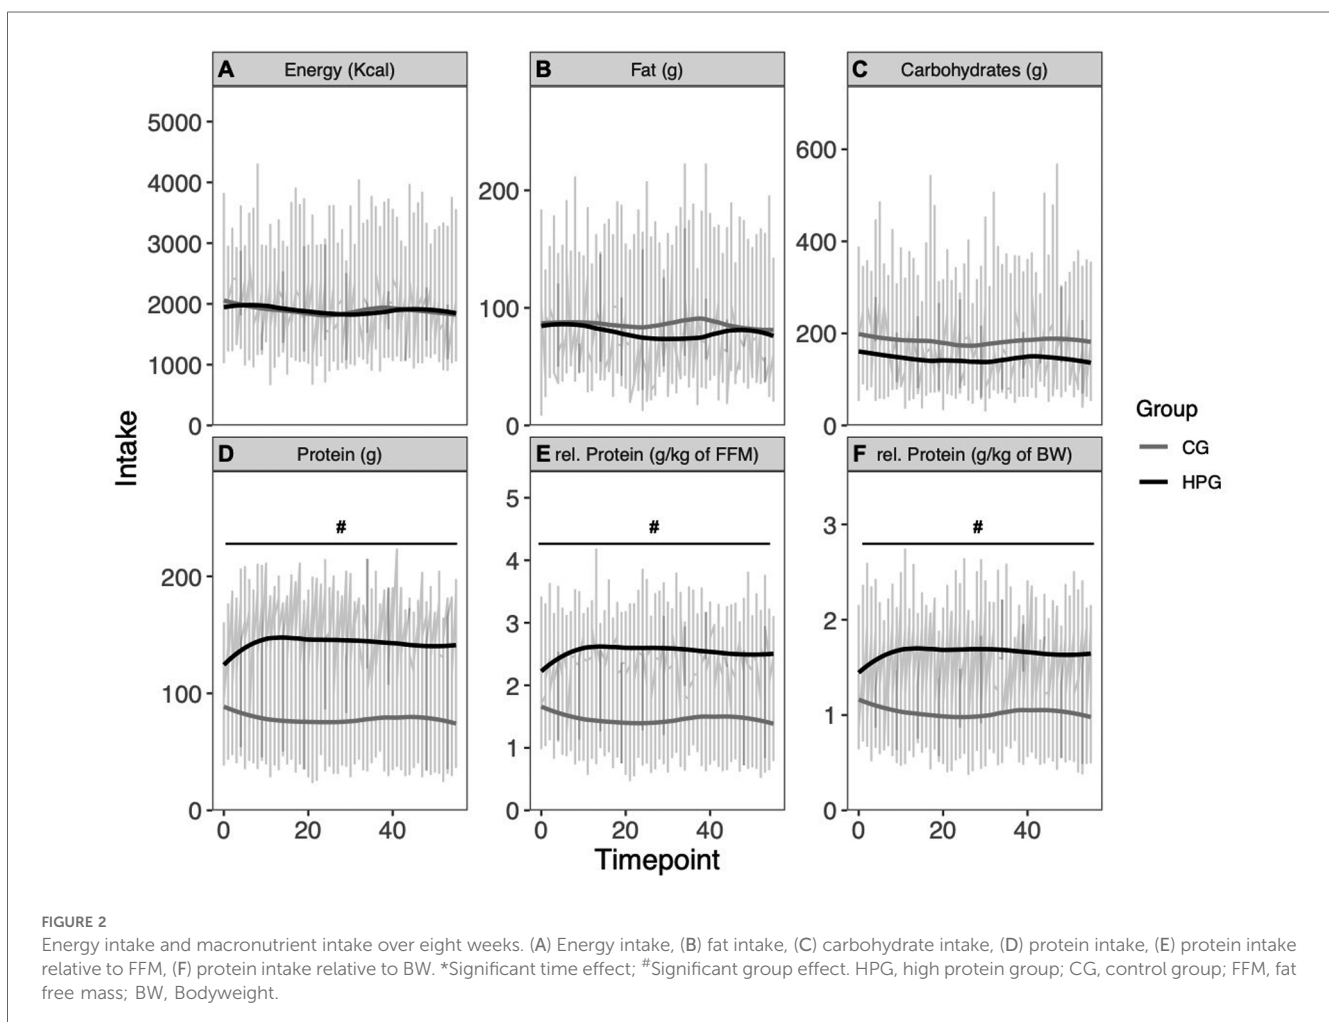 A Energy (Kcal)
B Fat (g)
C Carbohydrates (g)
5000
4000
3000
2000
1000
0
200
100
0
600
400
200
0
Intake
D Protein (g)
E rel. Protein (g/kg of FFM)
F rel. Protein (g/kg of BW)
#
#
#
200
100
0
5
4
3
2
1
0
3
2
1
0
0 20 40
0 20 40
0 20 40
Timepoint
Group
CG
HPG
FIGURE 2
Energy intake and macronutrient intake over eight weeks. (A) Energy intake, (B) fat intake, (C) carbohydrate intake, (D) protein intake, (E) protein intake
relative to FFM, (F) protein intake relative to BW. *Significant time effect; #Significant group effect. HPG, high protein group; CG, control group; FFM, fat
free mass; BW, Bodyweight.